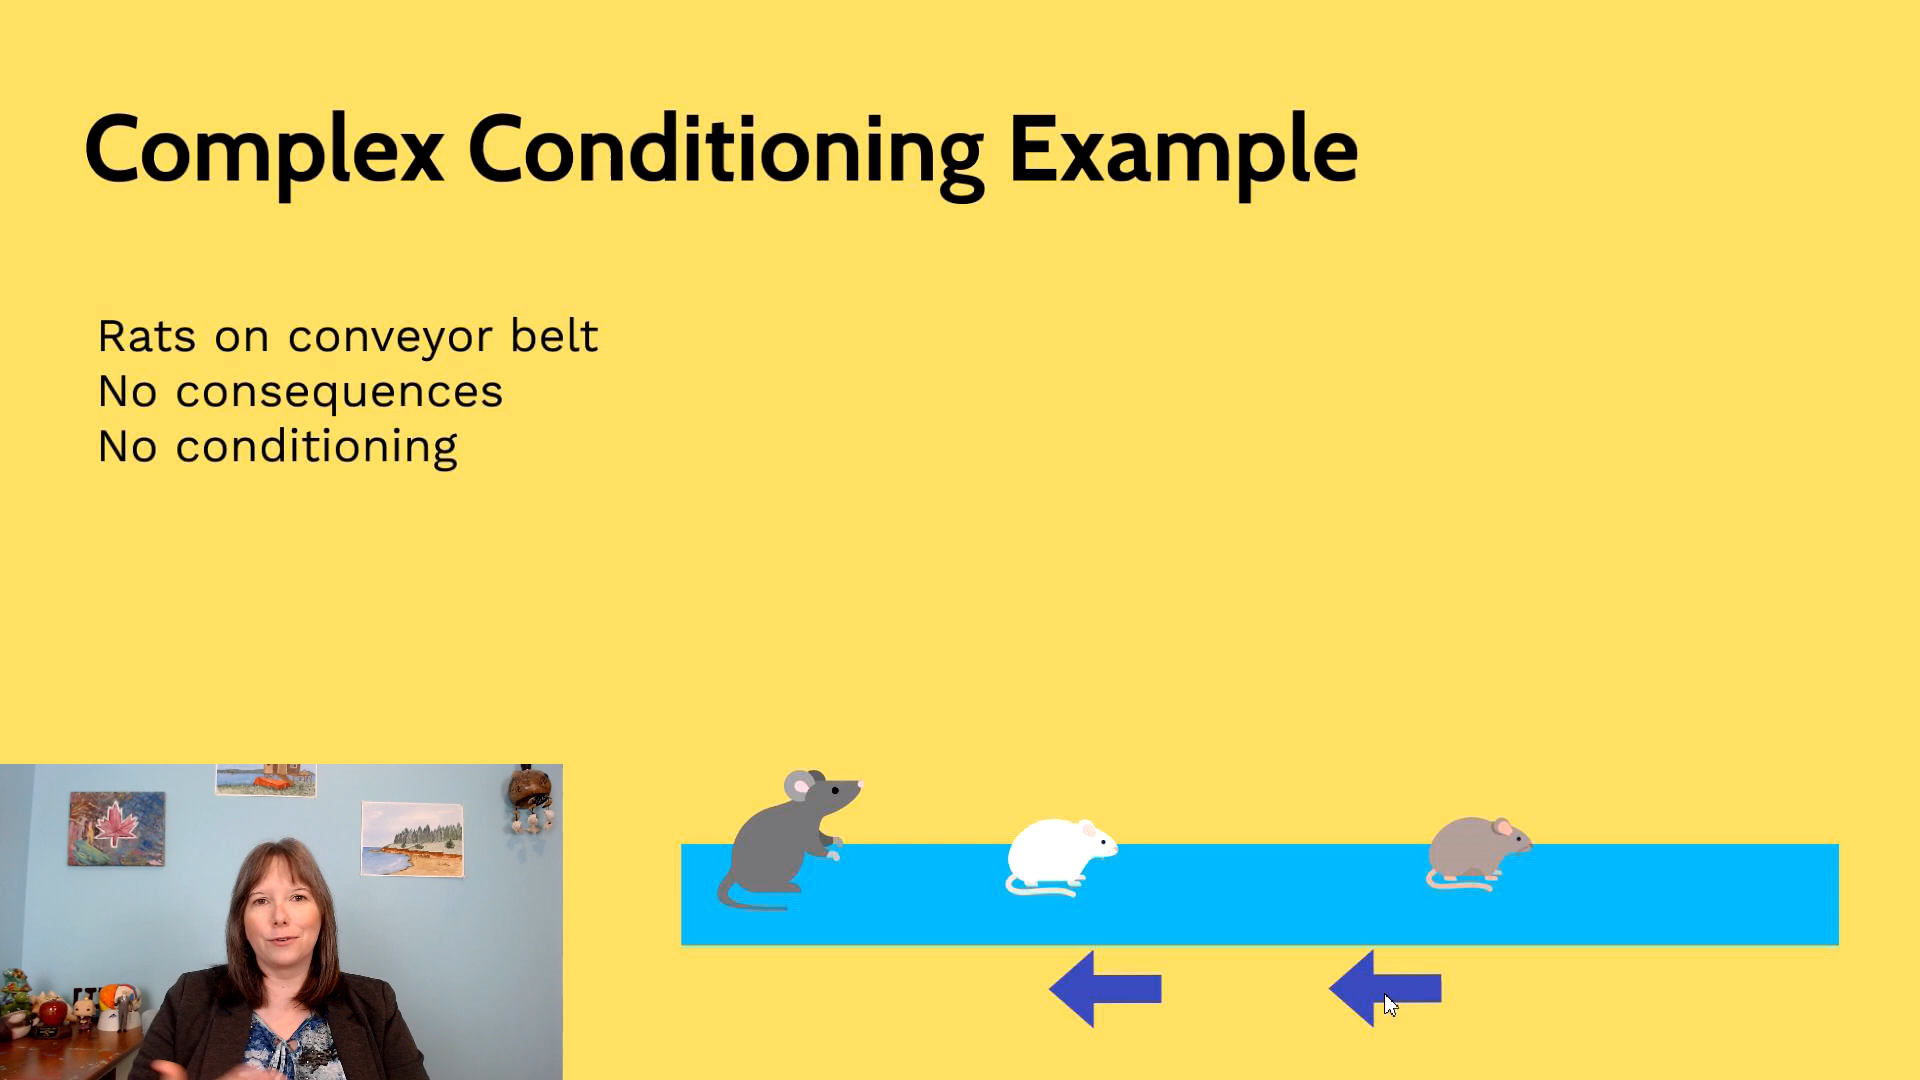 Complex Conditioning Example
Rats on conveyor belt
No consequences
No conditioning